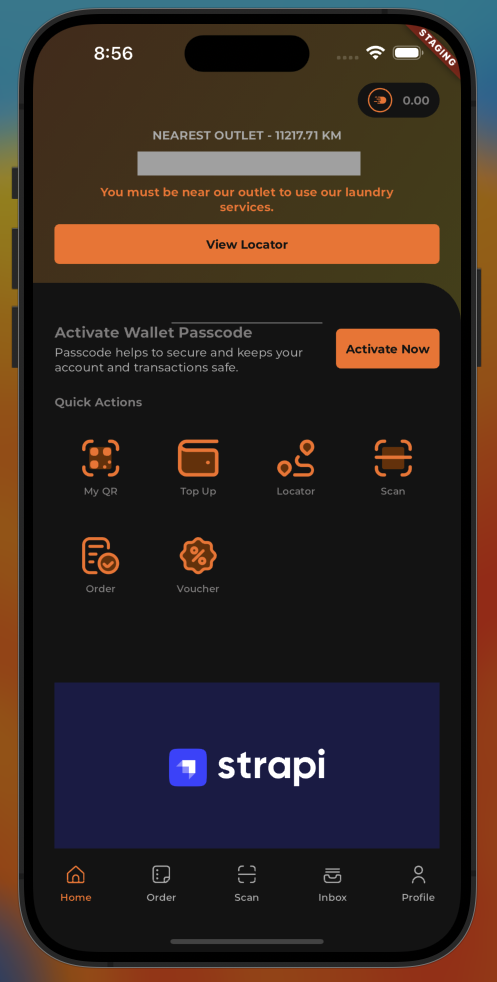 8:56
STAGING
0.00
NEAREST OUTLET - 11217.71 KM
You must be near our outlet to use our laundry
services.
View Locator
Activate Wallet Passcode
Passcode helps to secure and keeps your
account and transactions safe.
Activate Now
Quick Actions
My QR
Top Up
Locator
Scan
Order
Voucher
strapi
Home
Order
Scan
Inbox
Profile